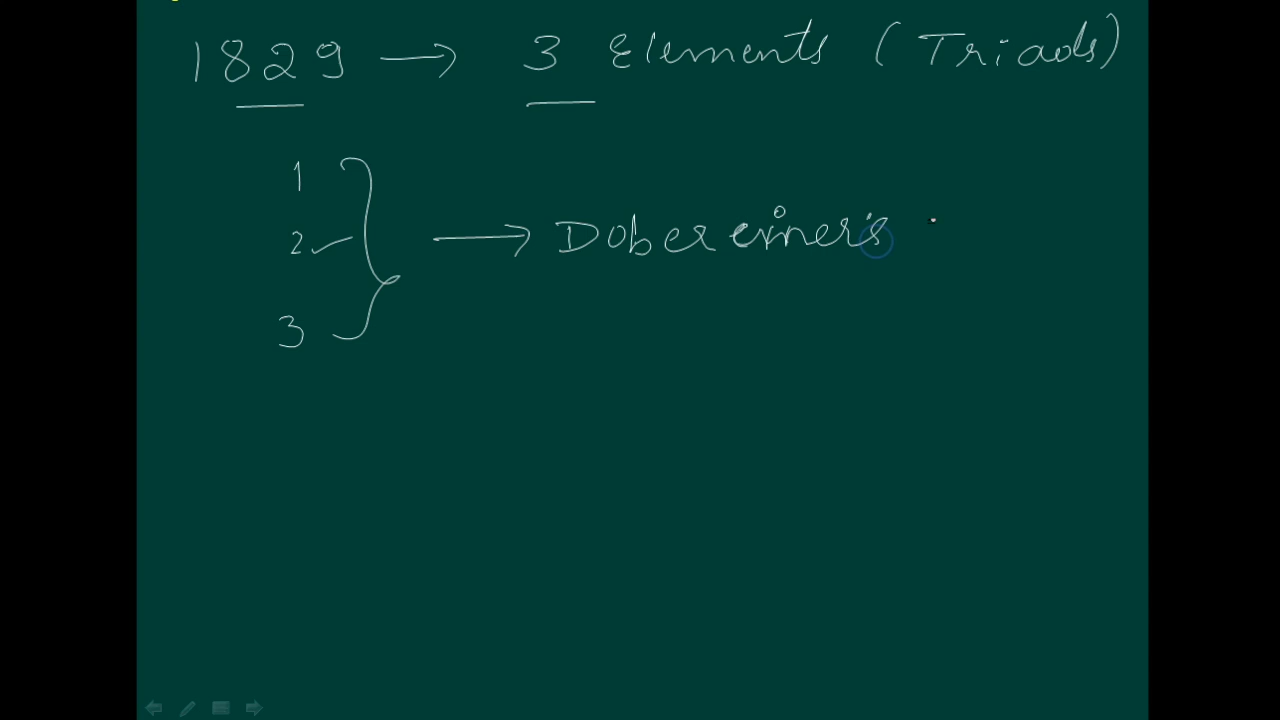 1829 → 3 Elements (Triads)
1
2 ✓ → Dobereiner's
3